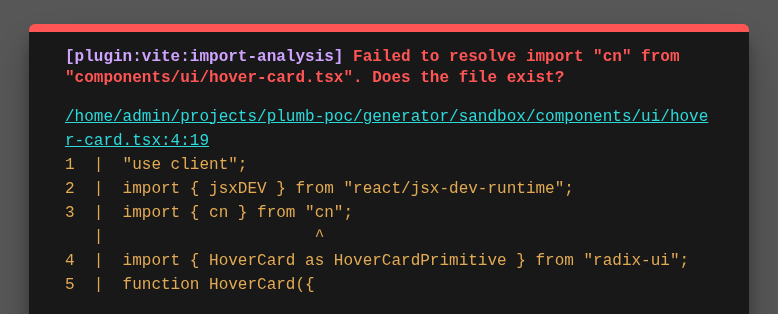 [plugin:vite:import-analysis] Failed to resolve import "cn" from
"components/ui/hover-card.tsx". Does the file exist?
/home/admin/projects/plumb-poc/generator/sandbox/components/ui/hove
r-card.tsx:4:19
1  |  "use client";
2  |  import { jsxDEV } from "react/jsx-dev-runtime";
3  |  import { cn } from "cn";
   |                      ^
4  |  import { HoverCard as HoverCardPrimitive } from "radix-ui";
5  |  function HoverCard({